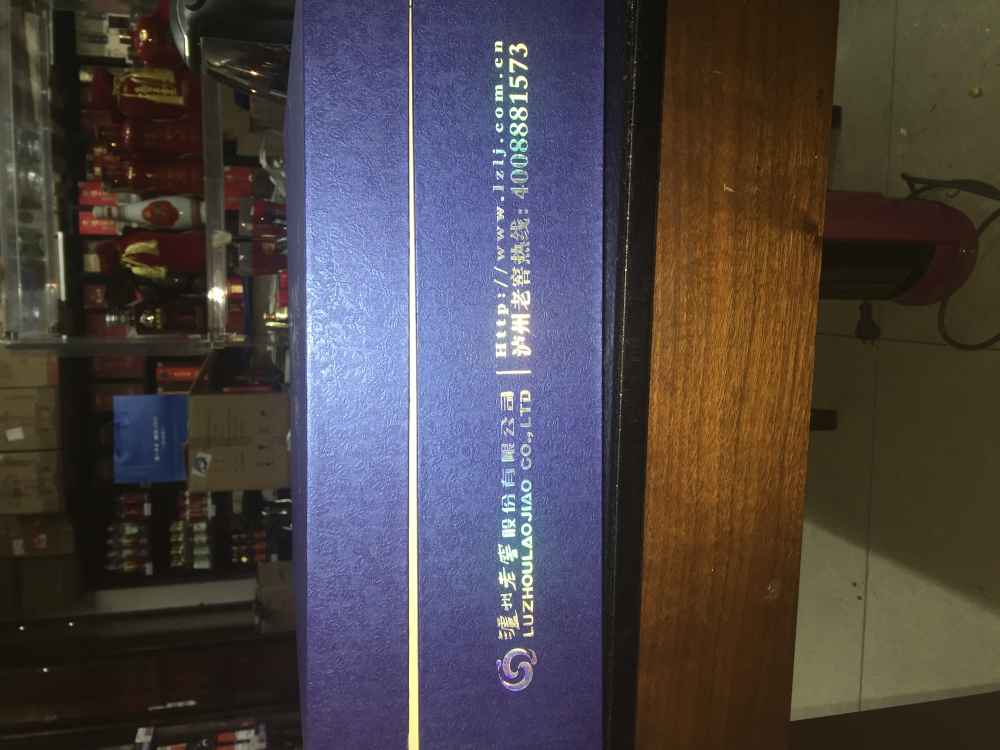 泸州老窖股份有限公司
LUZHOULAOJIAO CO.,LTD
Http://www.lzlj.com.cn
泸州老窖热线：4008881573